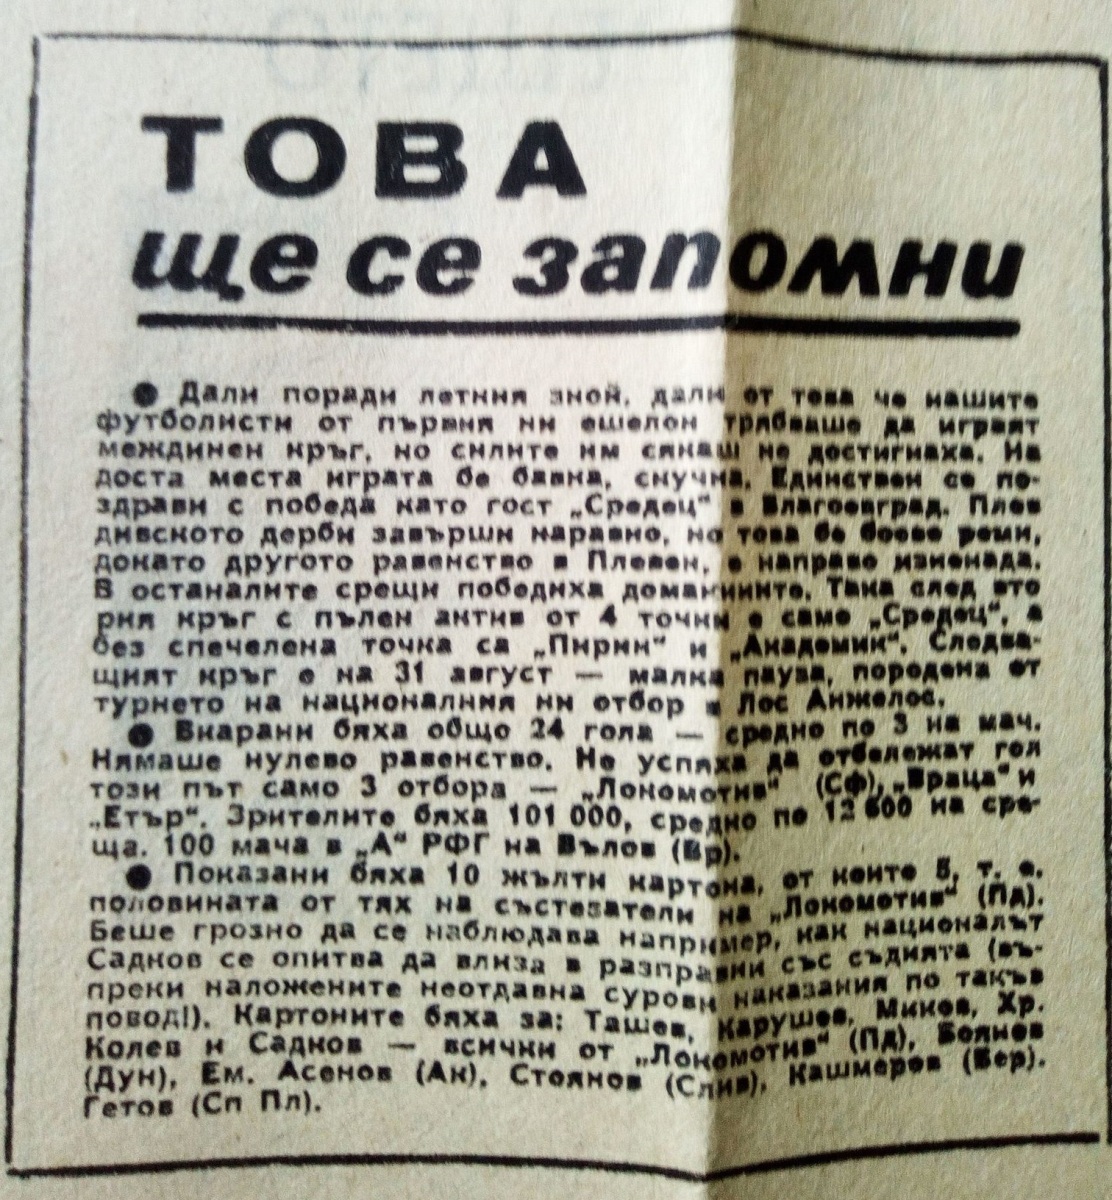 ТОВА
ще се запомни
● Дали поради летния зной, дали от това че нашите
футболисти от първия ни ешелон трябваше да играят
междинен кръг, но силите им сякаш не достигнаха. На
доста места играта бе бавна, скучна. Единствен се по-
здрави с победа като гост „Средец" в Благоевград. Плов
дивското дерби завърши наравно, но това бе боево реми,
докато другото равенство в Плевен, е направо изненада.
В останалите срещи победиха домакините. Така след вто
рия кръг с пълен актив от 4 точки е само „Средец", а
без спечелена точка са „Пирин" и „Академик". Следва-
щият кръг е на 31 август — малка пауза, породена от
турнето на националния ни отбор в Лос Анжелос.
● Вкарани бяха общо 24 гола — средно по 3 на мач.
Нямаше нулево равенство. Не успяха да отбележат гол
този път само 3 отбора — „Локомотив" (Сф), „Враца" и
„Етър". Зрителите бяха 101 000, средно по 12 600 на сре-
ща. 100 мача в „А" РФГ на Вълов (Вр).
● Показани бяха 10 жълти картона, от които 5, т. е.
половината от тях на състезатели на „Локомотив" (Пд).
Беше грозно да се наблюдава например, как националът
Садков се опитва да влиза в разправии със съдията (въ-
преки наложените неотдавна сурови наказания по такъв
повод!). Картоните бяха за: Ташев, Карушев, Миков, Хр.
Колев и Садков — всички от „Локомотив" (Пд), Боянов
(Дун), Ем. Асенов (Ак), Стоянов (Слив), Кашмеров (Бер).
Гетов (Сп Пл).